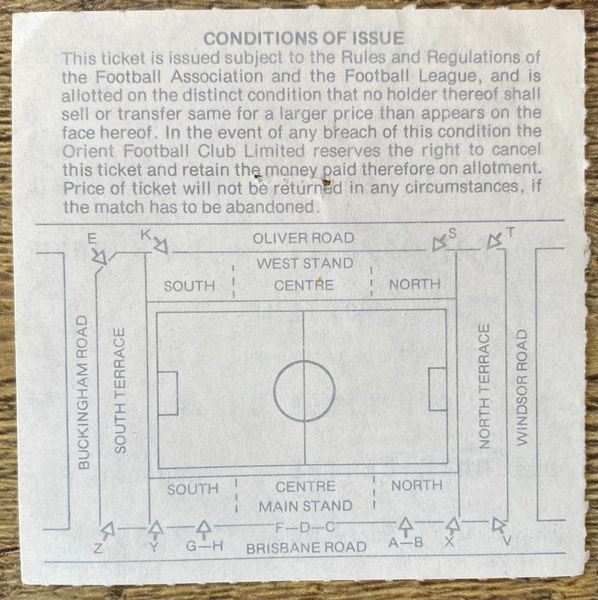 CONDITIONS OF ISSUE
This ticket is issued subject to the Rules and Regulations of
the Football Association and the Football League, and is
allotted on the distinct condition that no holder thereof shall
sell or transfer same for a larger price than appears on the
face hereof. In the event of any breach of this condition the
Orient Football Club Limited reserves the right to cancel
this ticket and retain the money paid therefore on allotment.
Price of ticket will not be returned in any circumstances, if
the match has to be abandoned.
E K OLIVER ROAD S T
WEST STAND
SOUTH CENTRE NORTH
BUCKINGHAM ROAD
SOUTH TERRACE
NORTH TERRACE
WINDSOR ROAD
SOUTH CENTRE NORTH
MAIN STAND
F—D—C
Z Y G—H BRISBANE ROAD A—B X V